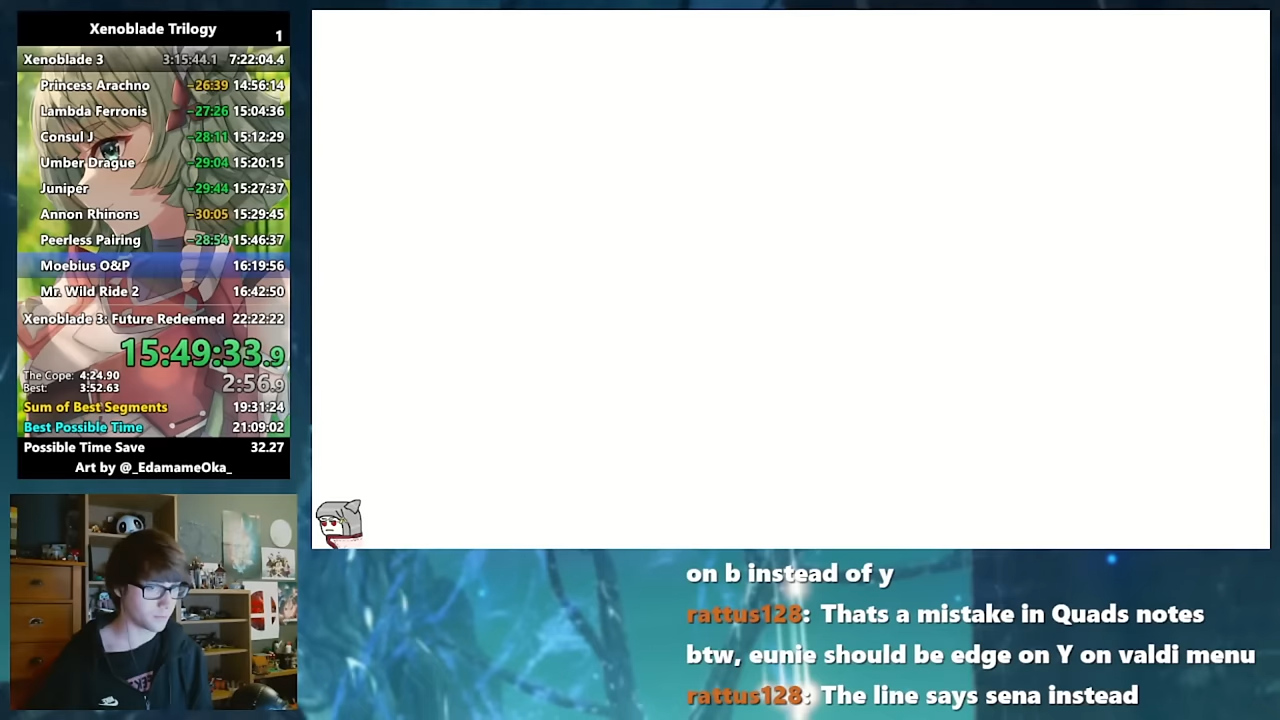 Xenoblade Trilogy
1
Xenoblade 3 3:15:44.1 7:22:04.4
Princess Arachno -26:39 14:56:14
Lambda Ferronis -27:26 15:04:36
Consul J -28:11 15:12:29
Umber Drague -29:04 15:20:15
Juniper -29:44 15:27:37
Annon Rhinons -30:05 15:29:45
Peerless Pairing -28:54 15:46:37
Moebius O&P 16:19:56
Mr. Wild Ride 2 16:42:50
Xenoblade 3: Future Redeemed 22:22:22
15:49:33.9
The Cope: 4:24.90
Best: 3:52.63
2:56.9
Sum of Best Segments 19:31:24
Best Possible Time 21:09:02
Possible Time Save 32.27
Art by @_EdamameOka_
on b instead of y
rattus128: Thats a mistake in Quads notes
btw, eunie should be edge on Y on valdi menu
rattus128: The line says sena instead